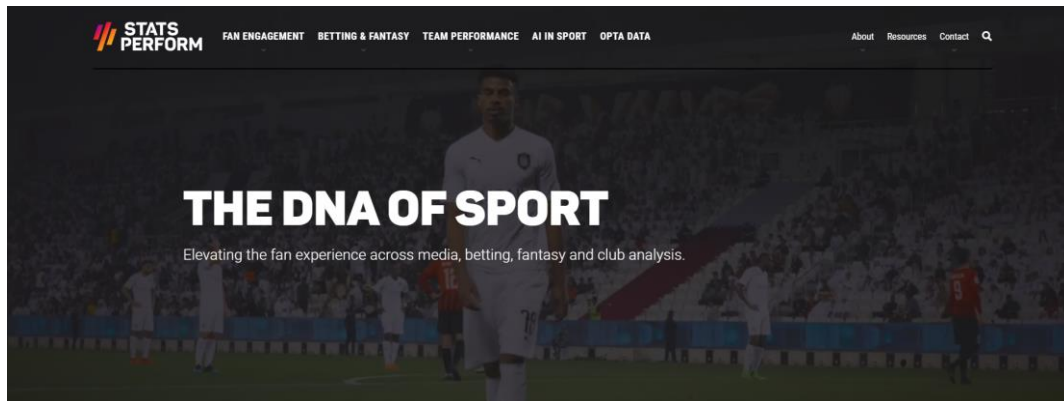 STATS
PERFORM
FAN ENGAGEMENT BETTING & FANTASY TEAM PERFORMANCE AI IN SPORT OPTA DATA
About Resources Contact
THE DNA OF SPORT
Elevating the fan experience across media, betting, fantasy and club analysis.
9